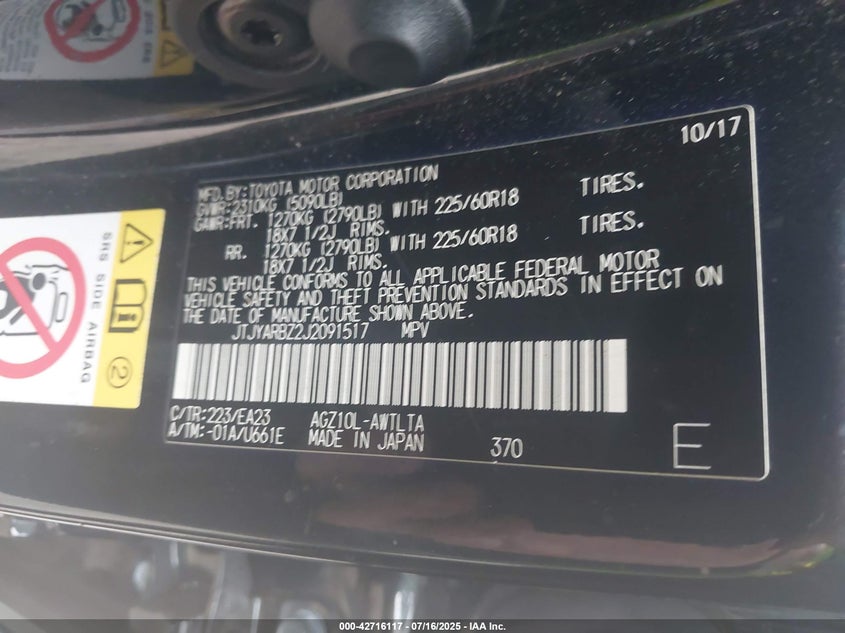 10/17
MFD.BY:TOYOTA MOTOR CORPORATION
GVWR:2310KG (5090LB)
GAWR:FRT. 1270KG (2790LB) WITH 225/60R18 TIRES.
18X7 1/2J RIMS.
RR. 1270KG (2790LB) WITH 225/60R18 TIRES.
18X7 1/2J RIMS.
THIS VEHICLE CONFORMS TO ALL APPLICABLE FEDERAL MOTOR
VEHICLE SAFETY AND THEFT PREVENTION STANDARDS IN EFFECT ON
THE DATE OF MANUFACTURE SHOWN ABOVE.
JTJYARBZ2J2091517 MPV
C/TR:223/EA23 AGZ10L-AWTLTA
A/TM:-01A/U661E MADE IN JAPAN 370 E
SRS SIDE AIRBAG
2
000-42716117 - 07/16/2025 - IAA Inc.